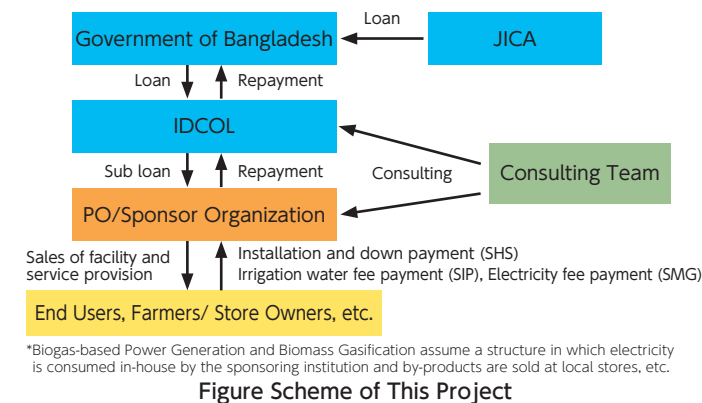 Loan
Government of Bangladesh
JICA
Loan
Repayment
IDCOL
Sub loan
Repayment
Consulting
Consulting Team
PO/Sponsor Organization
Sales of facility and
service provision
Installation and down payment (SHS)
Irrigation water fee payment (SIP), Electricity fee payment (SMG)
End Users, Farmers/ Store Owners, etc.
*Biogas-based Power Generation and Biomass Gasification assume a structure in which electricity
is consumed in-house by the sponsoring institution and by-products are sold at local stores, etc.
Figure Scheme of This Project